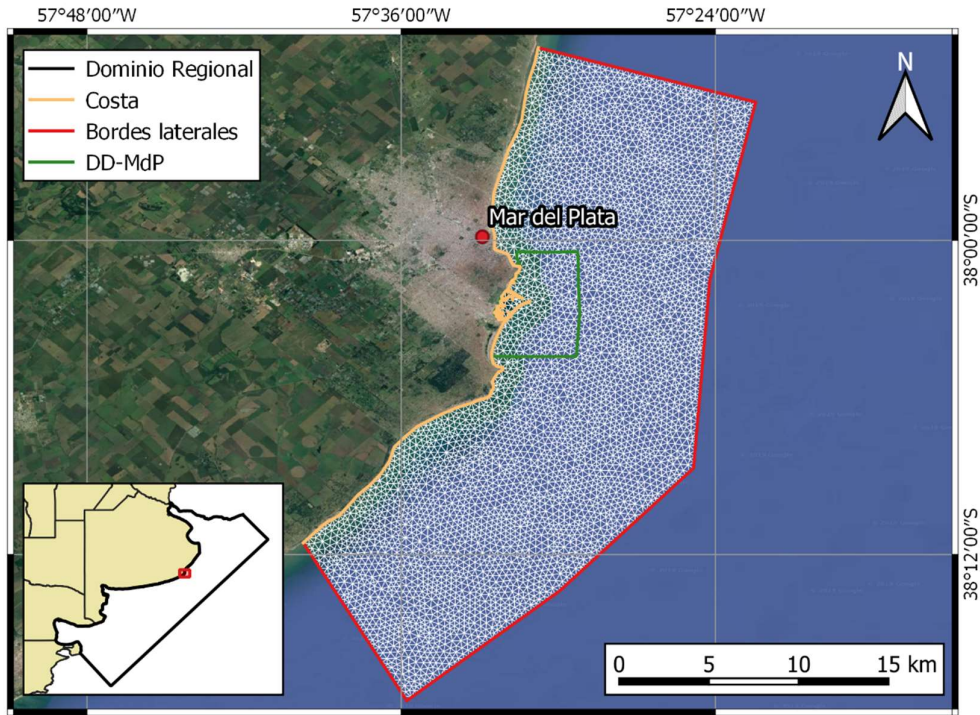 57°48'00"W
57°36'00"W
57°24'00"W
Dominio Regional
Costa
Bordes laterales
DD-MdP
N
Mar del Plata
38°00'00"S
38°12'00"S
0 5 10 15 km